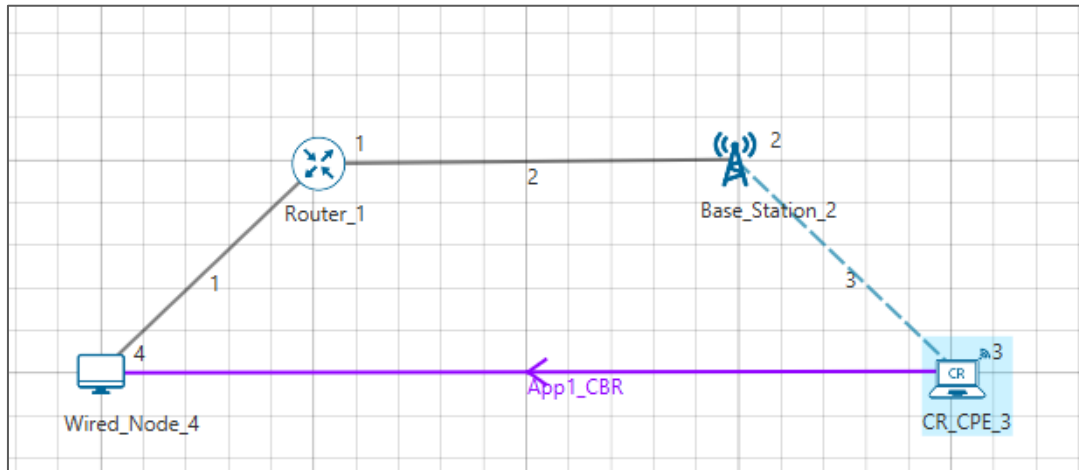 1
2
Router_1
2
Base_Station_2
1
3
4
CR
3
App1_CBR
Wired_Node_4
CR_CPE_3